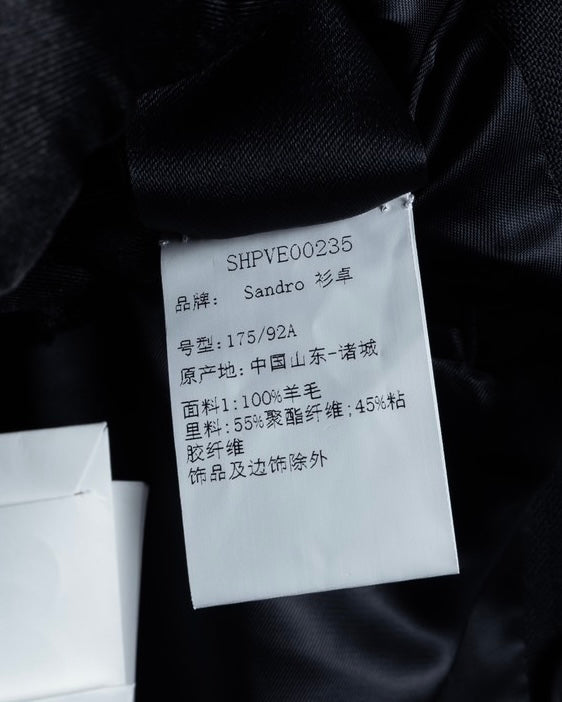 SHPVE00235
品牌： Sandro 衫卓
号型:175/92A
原产地:中国山东-诸城
面料1:100%羊毛
里料:55%聚酯纤维;45%粘
胶纤维
饰品及边饰除外